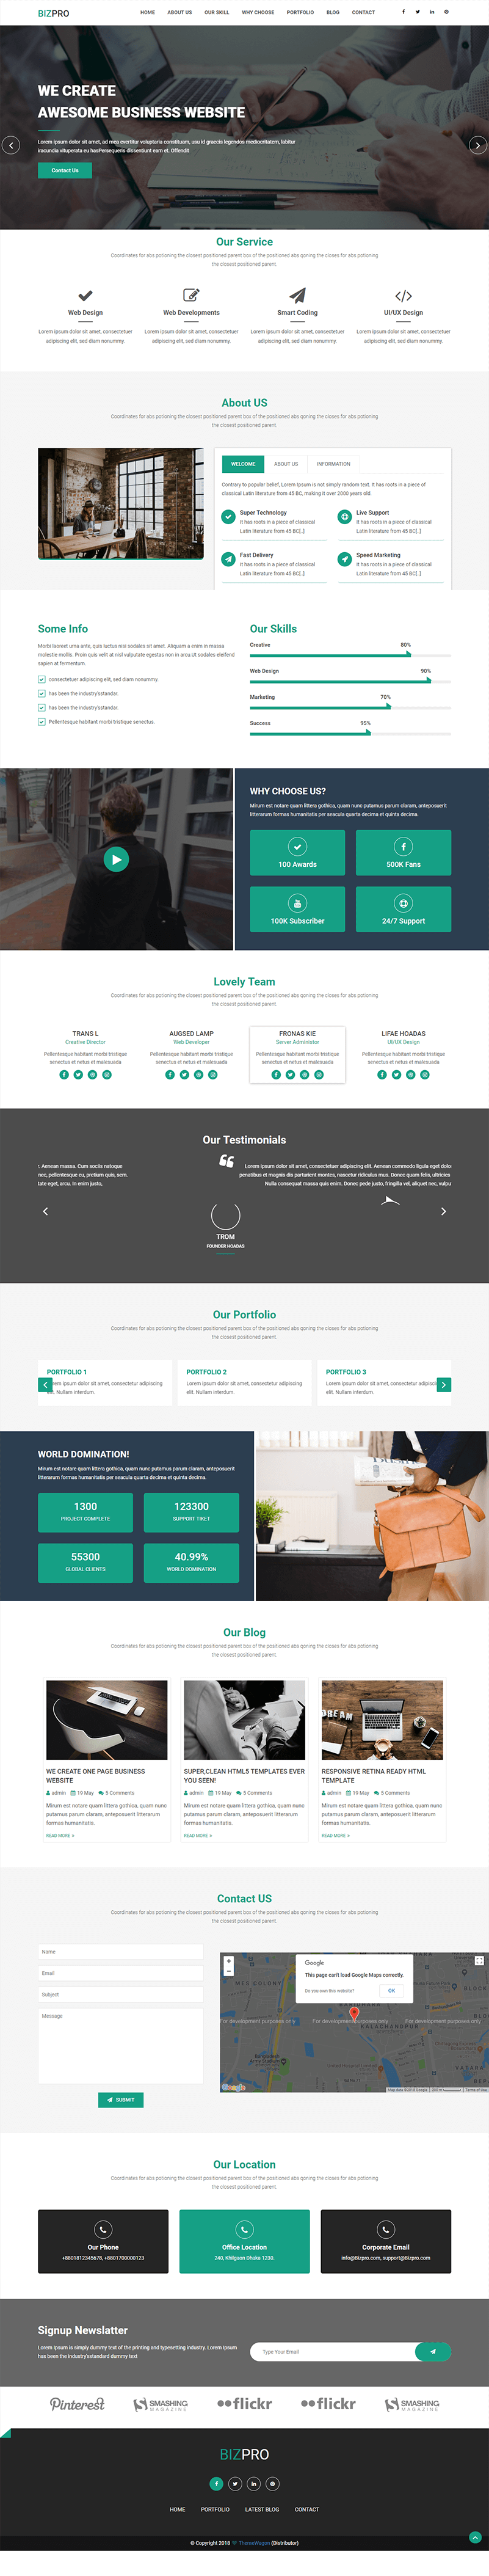 BIZPRO
HOME ABOUT US OUR SKILL WHY CHOOSE PORTFOLIO BLOG CONTACT
WE CREATE
AWESOME BUSINESS WEBSITE
Lorem ipsum dolor sit amet, ad mea evertitur voluptaria constituam, usu id graecis legendos mediocritatem, labitur
iracundia vituperata eu hasPersequeris dissentiunt eam et. Offendit
Contact Us
Our Service
Coordinates for abs potioning the closest positioned parent box of the positioned abs qoning the closes for abs potioning
the closest positioned parent.
Web Design
Web Developments
Smart Coding
UI/UX Design
Lorem ipsum dolor sit amet, consectetuer Lorem ipsum dolor sit amet, consectetuer Lorem ipsum dolor sit amet, consectetuer Lorem ipsum dolor sit amet, consectetuer
adipiscing elit, sed diam nonummy. adipiscing elit, sed diam nonummy. adipiscing elit, sed diam nonummy. adipiscing elit, sed diam nonummy.
About US
Coordinates for abs potioning the closest positioned parent box of the positioned abs qoning the closes for abs potioning
the closest positioned parent.
WELCOME ABOUT US INFORMATION
Contrary to popular belief, Lorem Ipsum is not simply random text. It has roots in a piece of
classical Latin literature from 45 BC, making it over 2000 years old.
Super Technology
It has roots in a piece of classical
Latin literature from 45 BC[..]
Live Support
It has roots in a piece of classical
Latin literature from 45 BC[..]
Fast Delivery
It has roots in a piece of classical
Latin literature from 45 BC[..]
Speed Marketing
It has roots in a piece of classical
Latin literature from 45 BC[..]
Some Info
Morbi laoreet urna ante, quis luctus nisi sodales sit amet. Aliquam a enim in massa
molestie mollis. Proin quis velit at nisl vulputate egestas non in arcu.Ut sodales eleifend
sapien at fermentum.
consectetuer adipiscing elit, sed diam nonummy.
has been the industry'sstandar.
has been the industry'sstandar.
Pellentesque habitant morbi tristique senectus.
Our Skills
Creative 80%
Web Design 90%
Marketing 70%
Success 95%
WHY CHOOSE US?
Mirum est notare quam littera gothica, quam nunc putamus parum claram, anteposuerit
litterarum formas humanitatis per seacula quarta decima et quinta decima.
100 Awards
500K Fans
100K Subscriber
24/7 Support
Lovely Team
Coordinates for abs potioning the closest positioned parent box of the positioned abs qoning the closes for abs potioning
the closest positioned parent.
TRANS L
Creative Director
Pellentesque habitant morbi tristique
senectus et netus et malesuada
AUGSED LAMP
Web Developer
Pellentesque habitant morbi tristique
senectus et netus et malesuada
FRONAS KIE
Server Administor
Pellentesque habitant morbi tristique
senectus et netus et malesuada
LIFAE HOADAS
UI/UX Design
Pellentesque habitant morbi tristique
senectus et netus et malesuada
Our Testimonials
t. Aenean massa. Cum sociis natoque
nec, pellentesque eu, pretium quis, sem.
tate eget, arcu. In enim justo,
Lorem ipsum dolor sit amet, consectetuer adipiscing elit. Aenean commodo ligula eget dolo
penatibus et magnis dis parturient montes, nascetur ridiculus mus. Donec quam felis, ultricies
Nulla consequat massa quis enim. Donec pede justo, fringilla vel, aliquet nec, vulpu
TROM
FOUNDER HOADAS
Our Portfolio
Coordinates for abs potioning the closest positioned parent box of the positioned abs qoning the closes for abs potioning
the closest positioned parent.
PORTFOLIO 1
rem ipsum dolor sit amet, consectetur adipiscing
elit. Nullam interdum.
PORTFOLIO 2
Lorem ipsum dolor sit amet, consectetur adipiscing
elit. Nullam interdum.
PORTFOLIO 3
Lorem ipsum dolor sit amet, consectetur adipisc
elit. Nullam interdum.
WORLD DOMINATION!
Mirum est notare quam littera gothica, quam nunc putamus parum claram, anteposuerit
litterarum formas humanitatis per seacula quarta decima et quinta decima.
1300
PROJECT COMPLETE
123300
SUPPORT TIKET
55300
GLOBAL CLIENTS
40.99%
WORLD DOMINATION
Our Blog
Coordinates for abs potioning the closest positioned parent box of the positioned abs qoning the closes for abs potioning
the closest positioned parent.
DREAM
WE CREATE ONE PAGE BUSINESS
WEBSITE
admin 19 May 5 Comments
Mirum est notare quam littera gothica, quam nunc
putamus parum claram, anteposuerit litterarum
formas humanitatis.
READ MORE »
SUPER,CLEAN HTML5 TEMPLATES EVER
YOU SEEN!
admin 19 May 5 Comments
Mirum est notare quam littera gothica, quam nunc
putamus parum claram, anteposuerit litterarum
formas humanitatis.
READ MORE »
RESPONSIVE RETINA READY HTML
TEMPLATE
admin 19 May 5 Comments
Mirum est notare quam littera gothica, quam nunc
putamus parum claram, anteposuerit litterarum
formas humanitatis.
READ MORE »
Contact US
Coordinates for abs potioning the closest positioned parent box of the positioned abs qoning the closes for abs potioning
the closest positioned parent.
Name
Email
Subject
Message
SUBMIT
Google
This page can't load Google Maps correctly.
Do you own this website? OK
For development purposes only For development purposes only For development purposes only
KALACHANDPUR
Google
Our Location
Coordinates for abs potioning the closest positioned parent box of the positioned abs qoning the closes for abs potioning
the closest positioned parent.
Our Phone
+8801812345678, +8801700000123
Office Location
240, Khilgaon Dhaka 1230.
Corporate Email
info@Bizpro.com, support@Bizpro.com
Signup Newslatter
Lorem Ipsum is simply dummy text of the printing and typesetting industry. Lorem Ipsum
has been the industry'sstandard dummy text
Type Your Email
Pinterest
SMASHING
MAGAZINE
flickr
flickr
SMASHING
MAGAZINE
BIZPRO
HOME PORTFOLIO LATEST BLOG CONTACT
© Copyright 2018 ThemeWagon (Distributor)